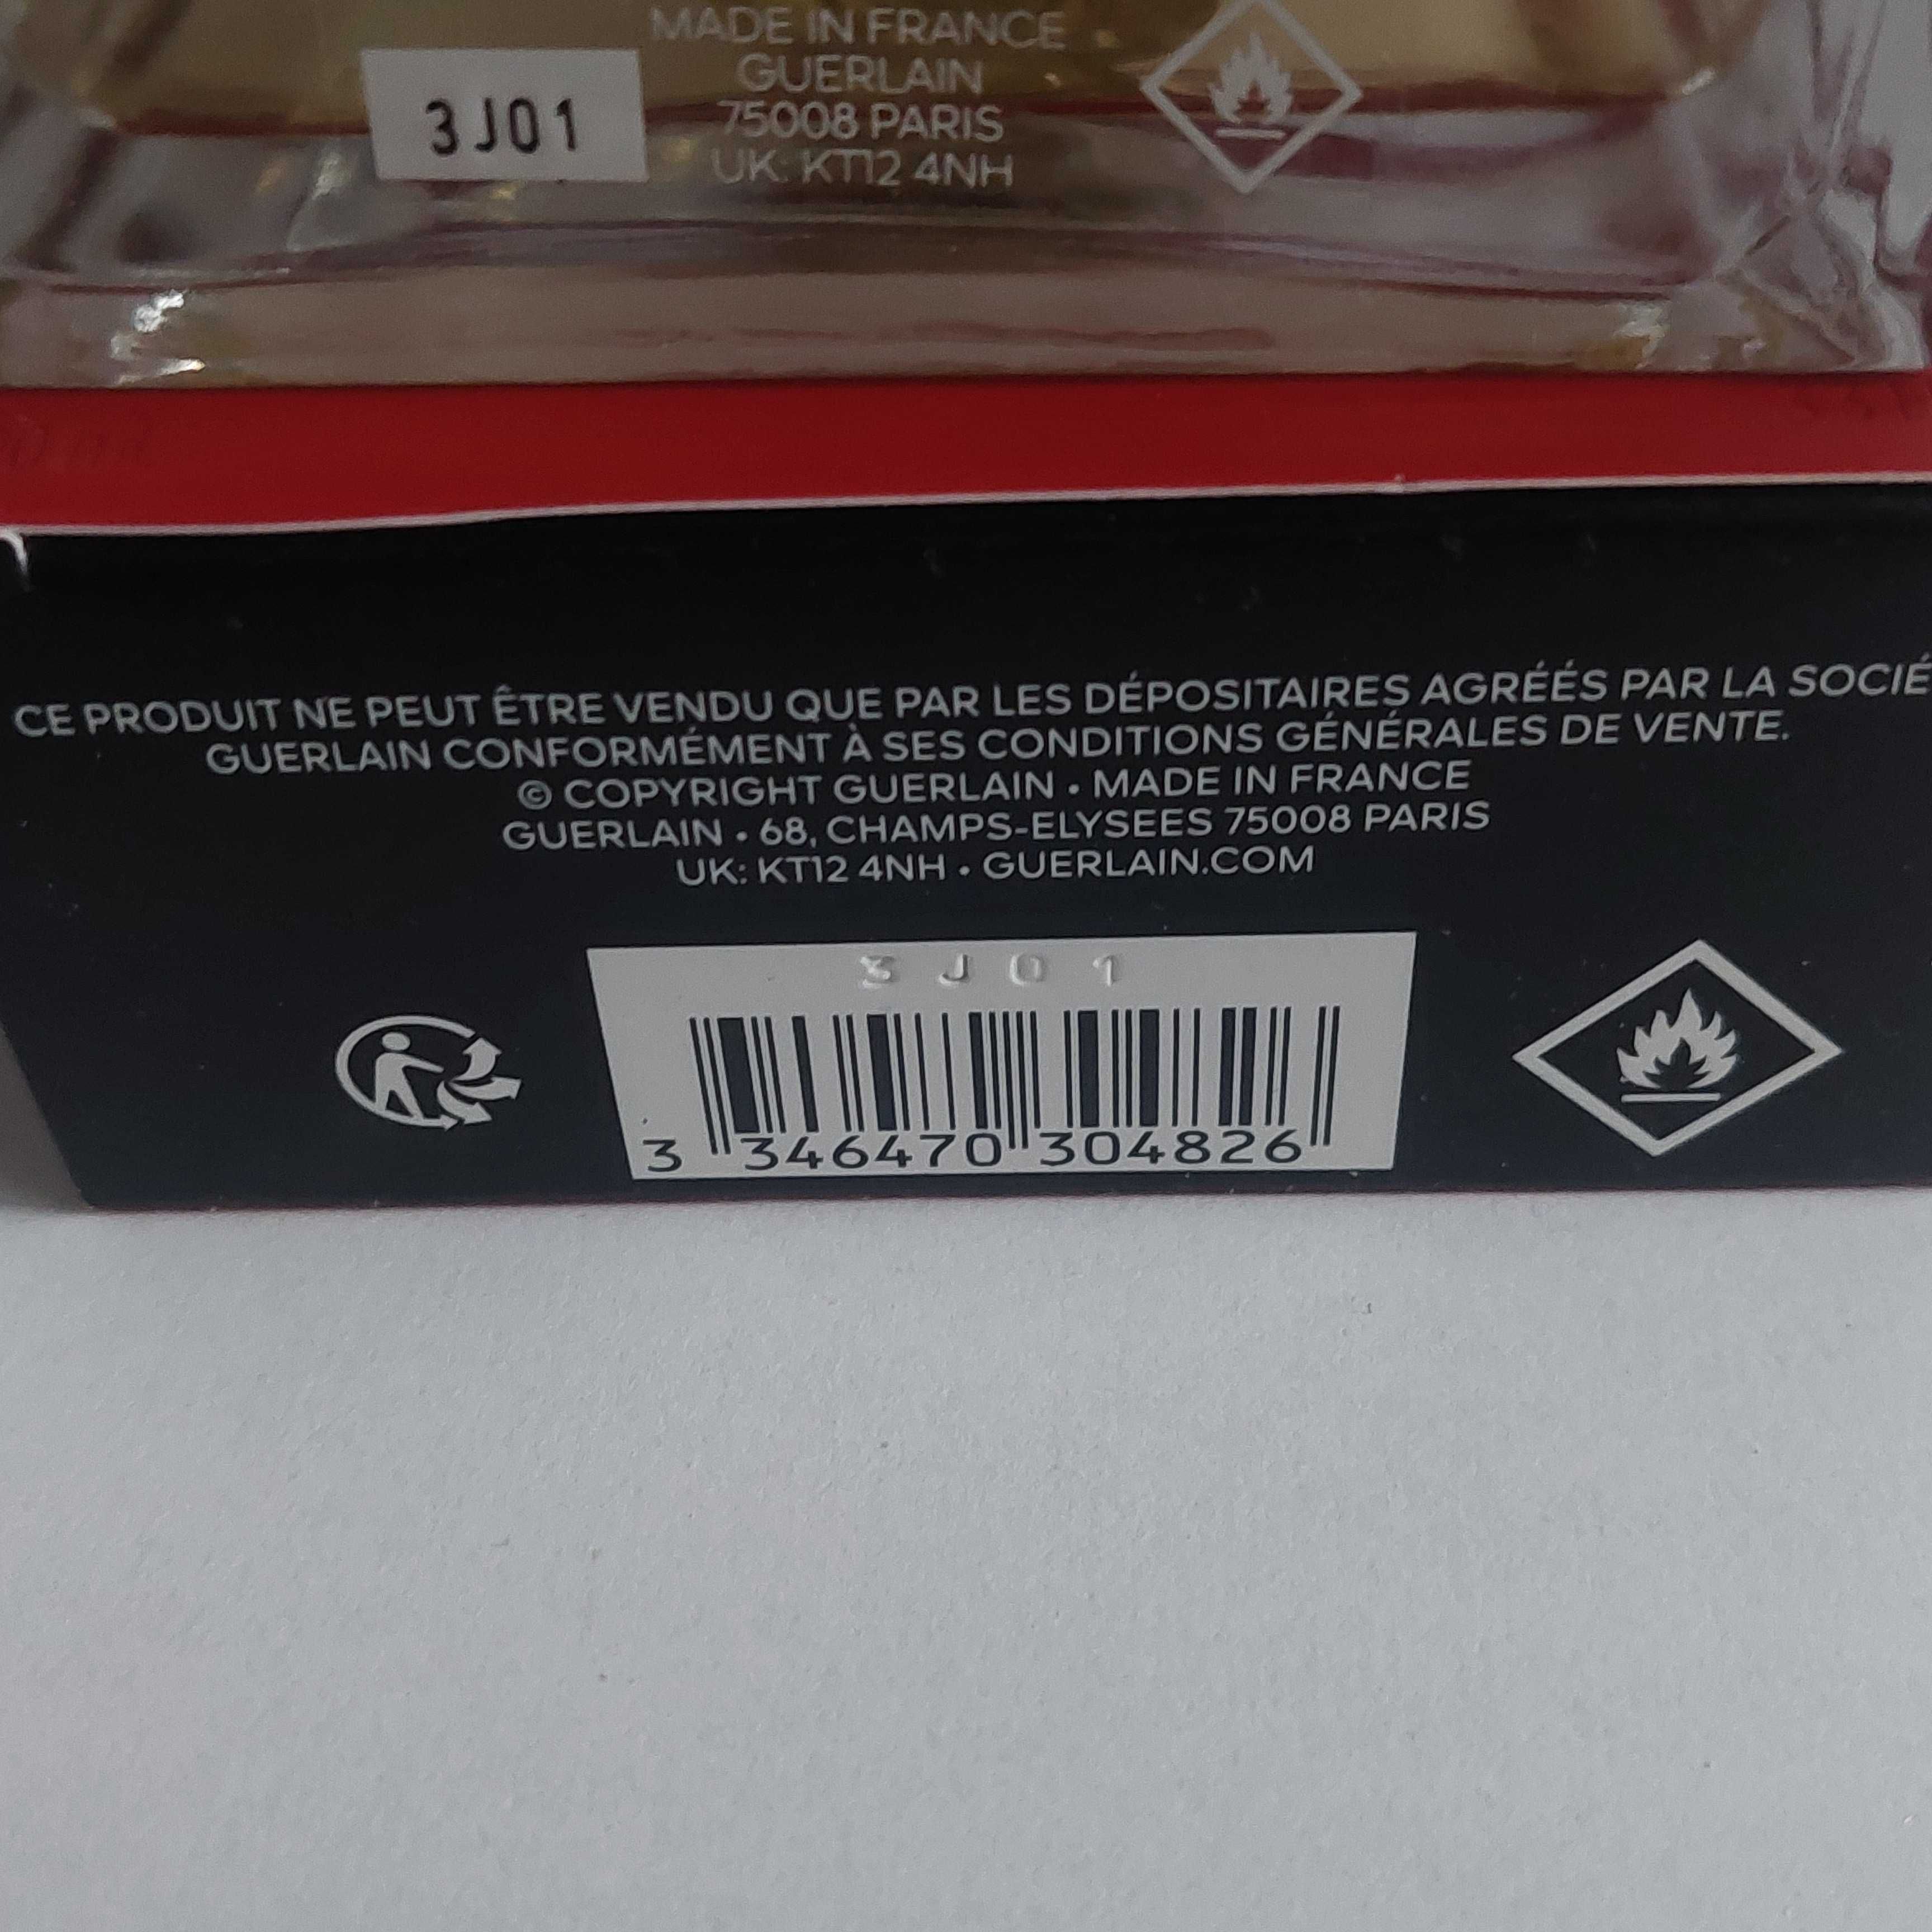 MADE IN FRANCE
GUERLAIN
75008 PARIS
UK: KT12 4NH
3J01
CE PRODUIT NE PEUT ÊTRE VENDU QUE PAR LES DÉPOSITAIRES AGRÉÉS PAR LA SOCIÉ
GUERLAIN CONFORMÉMENT À SES CONDITIONS GÉNÉRALES DE VENTE.
© COPYRIGHT GUERLAIN • MADE IN FRANCE
GUERLAIN • 68, CHAMPS-ELYSEES 75008 PARIS
UK: KT12 4NH • GUERLAIN.COM
3J01
3 346470 304826